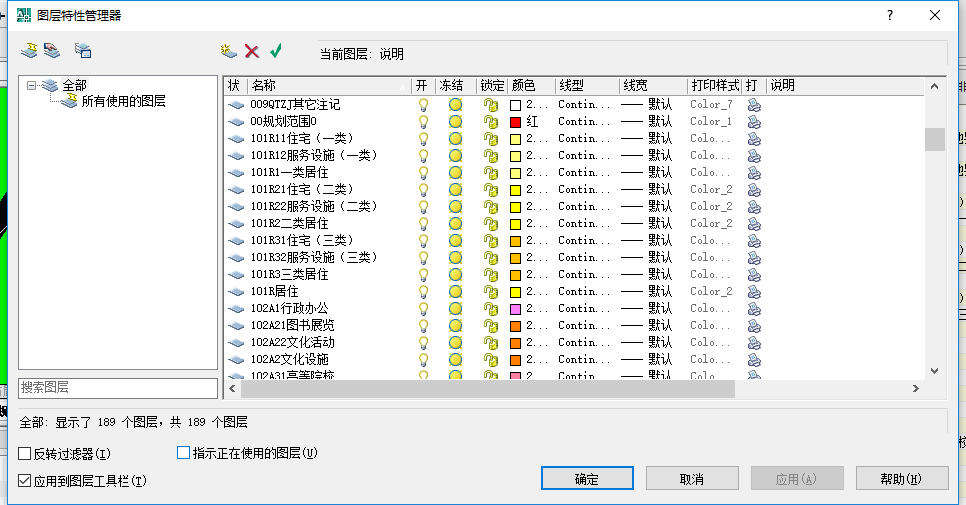 图层特性管理器
当前图层: 说明
全部
所有使用的图层
搜索图层
状 名称 开 冻结 锁定 颜色 线型 线宽 打印样式 打 说明
009QTZJ其它注记 2... Contin... 默认 Color_7
00规划范围0 红 Contin... 默认 Color_1
101R11住宅（一类） 2... Contin... 默认 Colo...
101R12服务设施（一类） 2... Contin... 默认 Colo...
101R1一类居住 2... Contin... 默认 Colo...
101R21住宅（二类） 2... Contin... 默认 Color_2
101R22服务设施（二类） 2... Contin... 默认 Color_2
101R2二类居住 2... Contin... 默认 Color_2
101R31住宅（三类） 2... Contin... 默认 Colo...
101R32服务设施（三类） 2... Contin... 默认 Colo...
101R3三类居住 2... Contin... 默认 Colo...
101R居住 2... Contin... 默认 Color_2
102A1行政办公 2... Contin... 默认 Colo...
102A21图书展览 2... Contin... 默认 Colo...
102A22文化活动 2... Contin... 默认 Colo...
102A2文化设施 2... Contin... 默认 Colo...
102A31高等院校 2... Contin... 默认 Colo...
全部: 显示了 189 个图层，共 189 个图层
反转过滤器(I)
指示正在使用的图层(U)
应用到图层工具栏(T)
确定 取消 应用(A) 帮助(H)